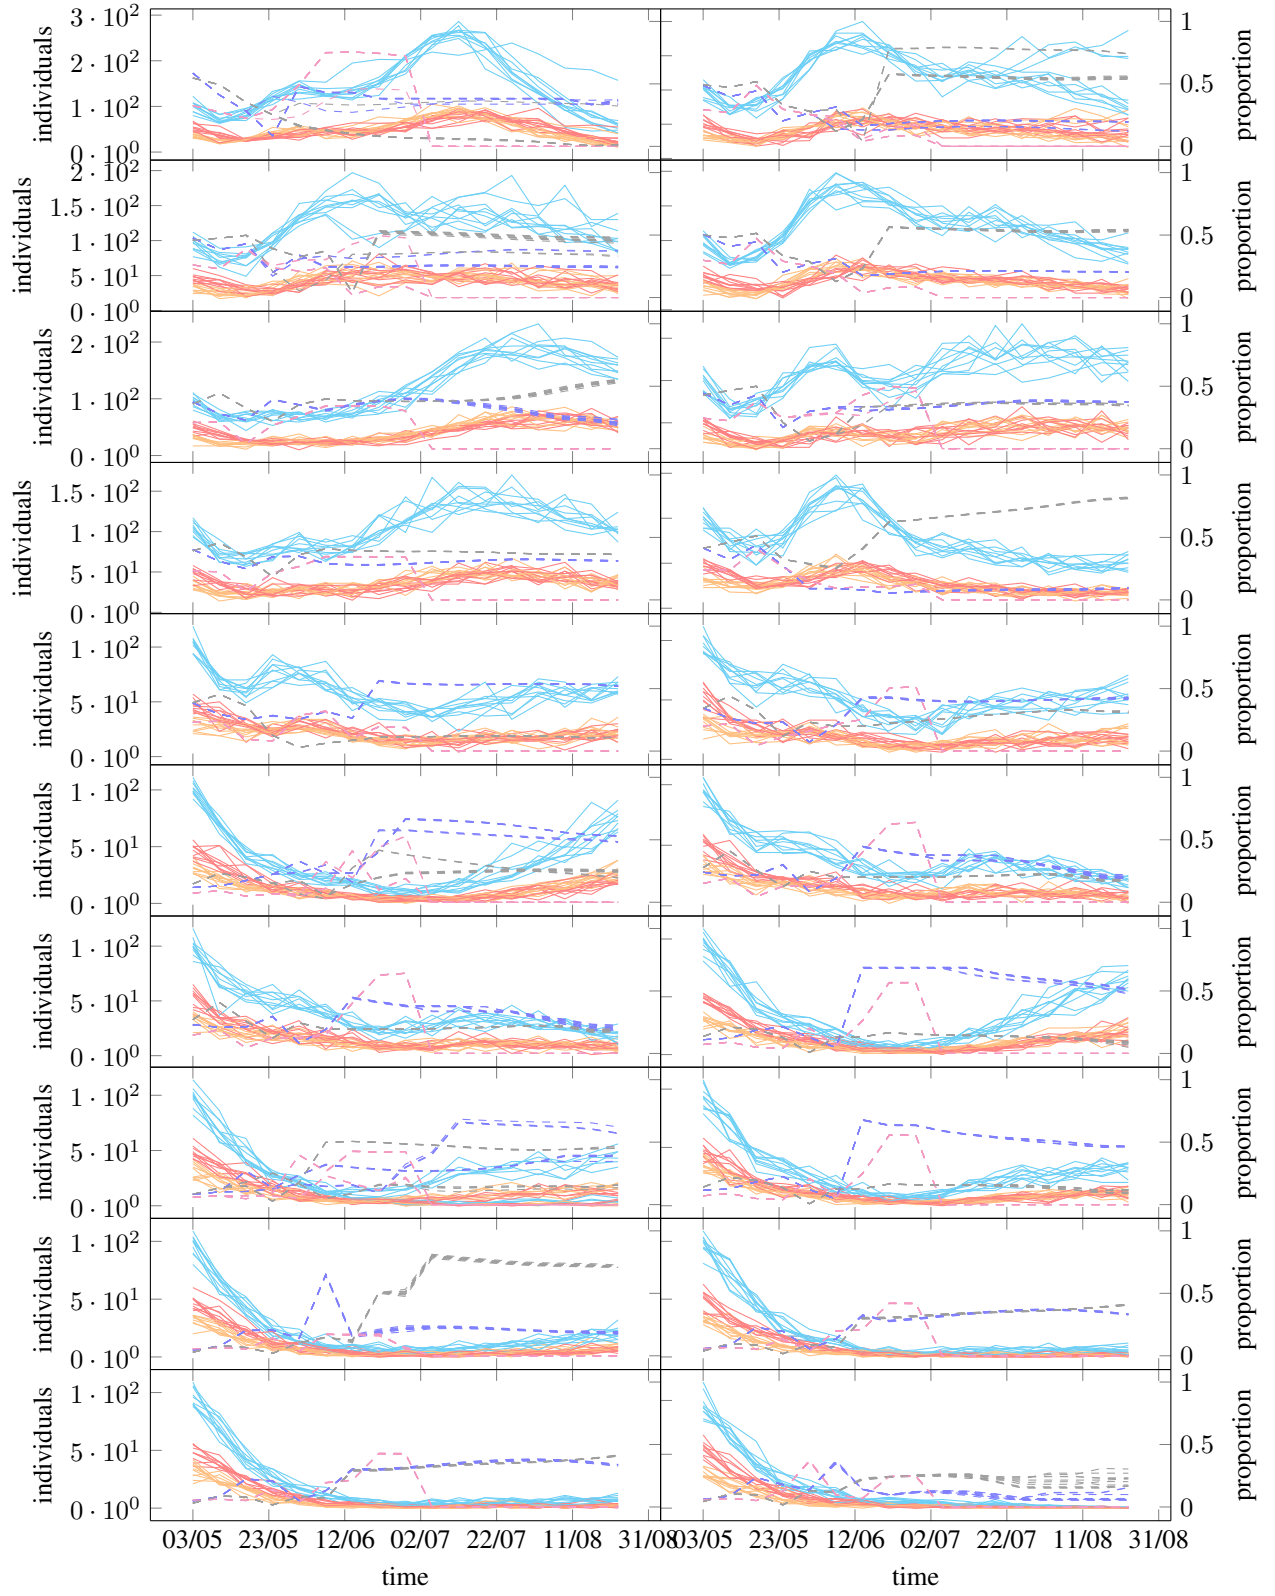 individuals
3 · 10²
2 · 10²
1 · 10²
0 · 10⁰
1
0.5
0
proportion
individuals
2 · 10²
1.5 · 10²
1 · 10²
5 · 10¹
0 · 10⁰
1
0.5
0
proportion
individuals
2 · 10²
1 · 10²
0 · 10⁰
1
0.5
0
proportion
individuals
1.5 · 10²
1 · 10²
5 · 10¹
0 · 10⁰
1
0.5
0
proportion
individuals
1 · 10²
5 · 10¹
0 · 10⁰
1
0.5
0
proportion
individuals
1 · 10²
5 · 10¹
0 · 10⁰
1
0.5
0
proportion
individuals
1 · 10²
5 · 10¹
0 · 10⁰
1
0.5
0
proportion
individuals
1 · 10²
5 · 10¹
0 · 10⁰
1
0.5
0
proportion
individuals
1 · 10²
5 · 10¹
0 · 10⁰
1
0.5
0
proportion
individuals
1 · 10²
5 · 10¹
0 · 10⁰
1
0.5
0
proportion
03/05 23/05 12/06 02/07 22/07 11/08 31/08 03/05 23/05 12/06 02/07 22/07 11/08 31/08
time time